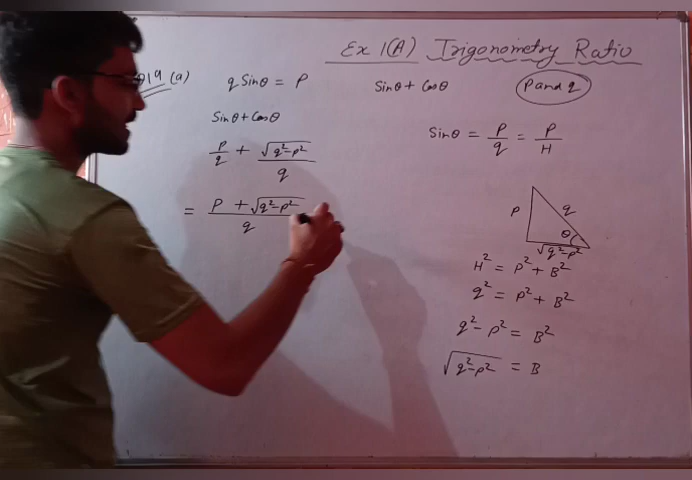 Ex 1(A) Trigonometry Ratio
19 (a) q Sinθ = P Sinθ + Cosθ P and q
Sinθ + Cosθ
P/q + √q²-p²/q
= P + √q²-p²/q
Sinθ = P/q = P/H
P q θ √q²-p²
H² = P² + B²
q² = P² + B²
q² - p² = B²
√q²-p² = B